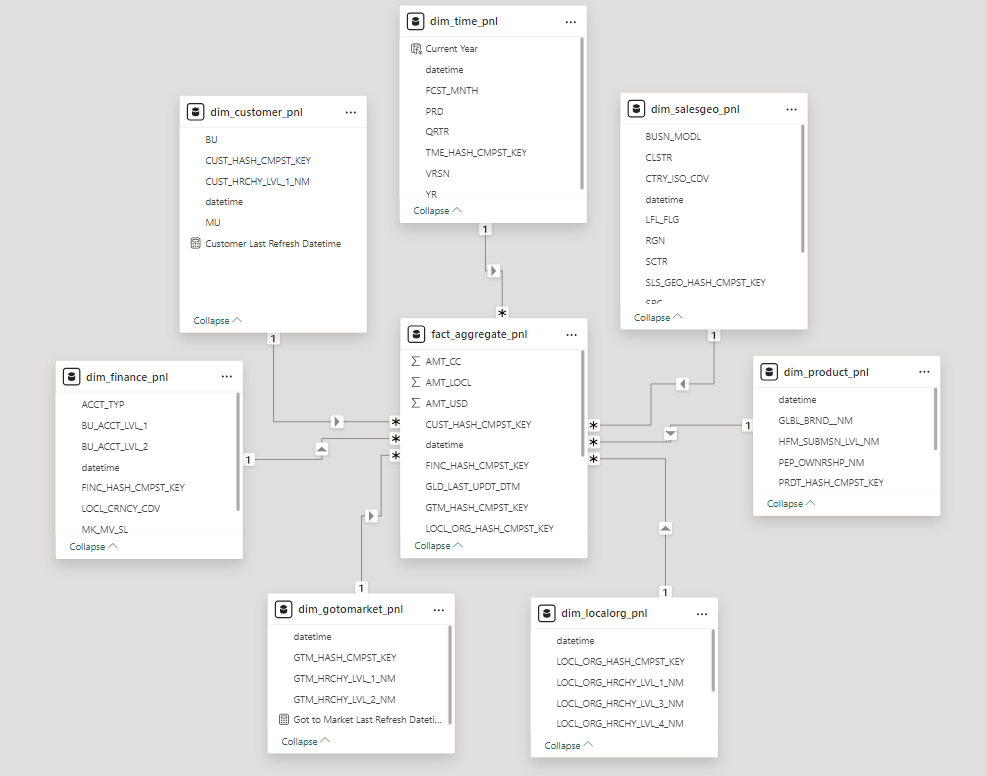 dim_time_pnl
...
Current Year
datetime
FCST_MNTH
PRD
QRTR
TME_HASH_CMPST_KEY
VRSN
YR
Collapse
dim_customer_pnl
...
BU
CUST_HASH_CMPST_KEY
CUST_HRCHY_LVL_1_NM
datetime
MU
Customer Last Refresh Datetime
Collapse
dim_salesgeo_pnl
...
BUSN_MODL
CLSTR
CTRY_ISO_CDV
datetime
LFL_FLG
RGN
SCTR
SLS_GEO_HASH_CMPST_KEY
Collapse
1
*
1
1
fact_aggregate_pnl
...
Σ AMT_CC
Σ AMT_LOCL
Σ AMT_USD
CUST_HASH_CMPST_KEY
datetime
FINC_HASH_CMPST_KEY
GLD_LAST_UPDT_DTM
GTM_HASH_CMPST_KEY
LOCL_ORG_HASH_CMPST_KEY
Collapse
*
*
*
*
*
*
dim_finance_pnl
...
ACCT_TYP
BU_ACCT_LVL_1
BU_ACCT_LVL_2
datetime
FINC_HASH_CMPST_KEY
LOCL_CRNCY_CDV
MK_MV_SL
Collapse
1
dim_product_pnl
...
datetime
GLBL_BRND__NM
HFM_SUBMSN_LVL_NM
PEP_OWNRSHP_NM
PRDT_HASH_CMPST_KEY
Collapse
1
1
dim_gotomarket_pnl
...
datetime
GTM_HASH_CMPST_KEY
GTM_HRCHY_LVL_1_NM
GTM_HRCHY_LVL_2_NM
Got to Market Last Refresh Dateti...
Collapse
1
dim_localorg_pnl
...
datetime
LOCL_ORG_HASH_CMPST_KEY
LOCL_ORG_HRCHY_LVL_1_NM
LOCL_ORG_HRCHY_LVL_3_NM
LOCL_ORG_HRCHY_LVL_4_NM
Collapse